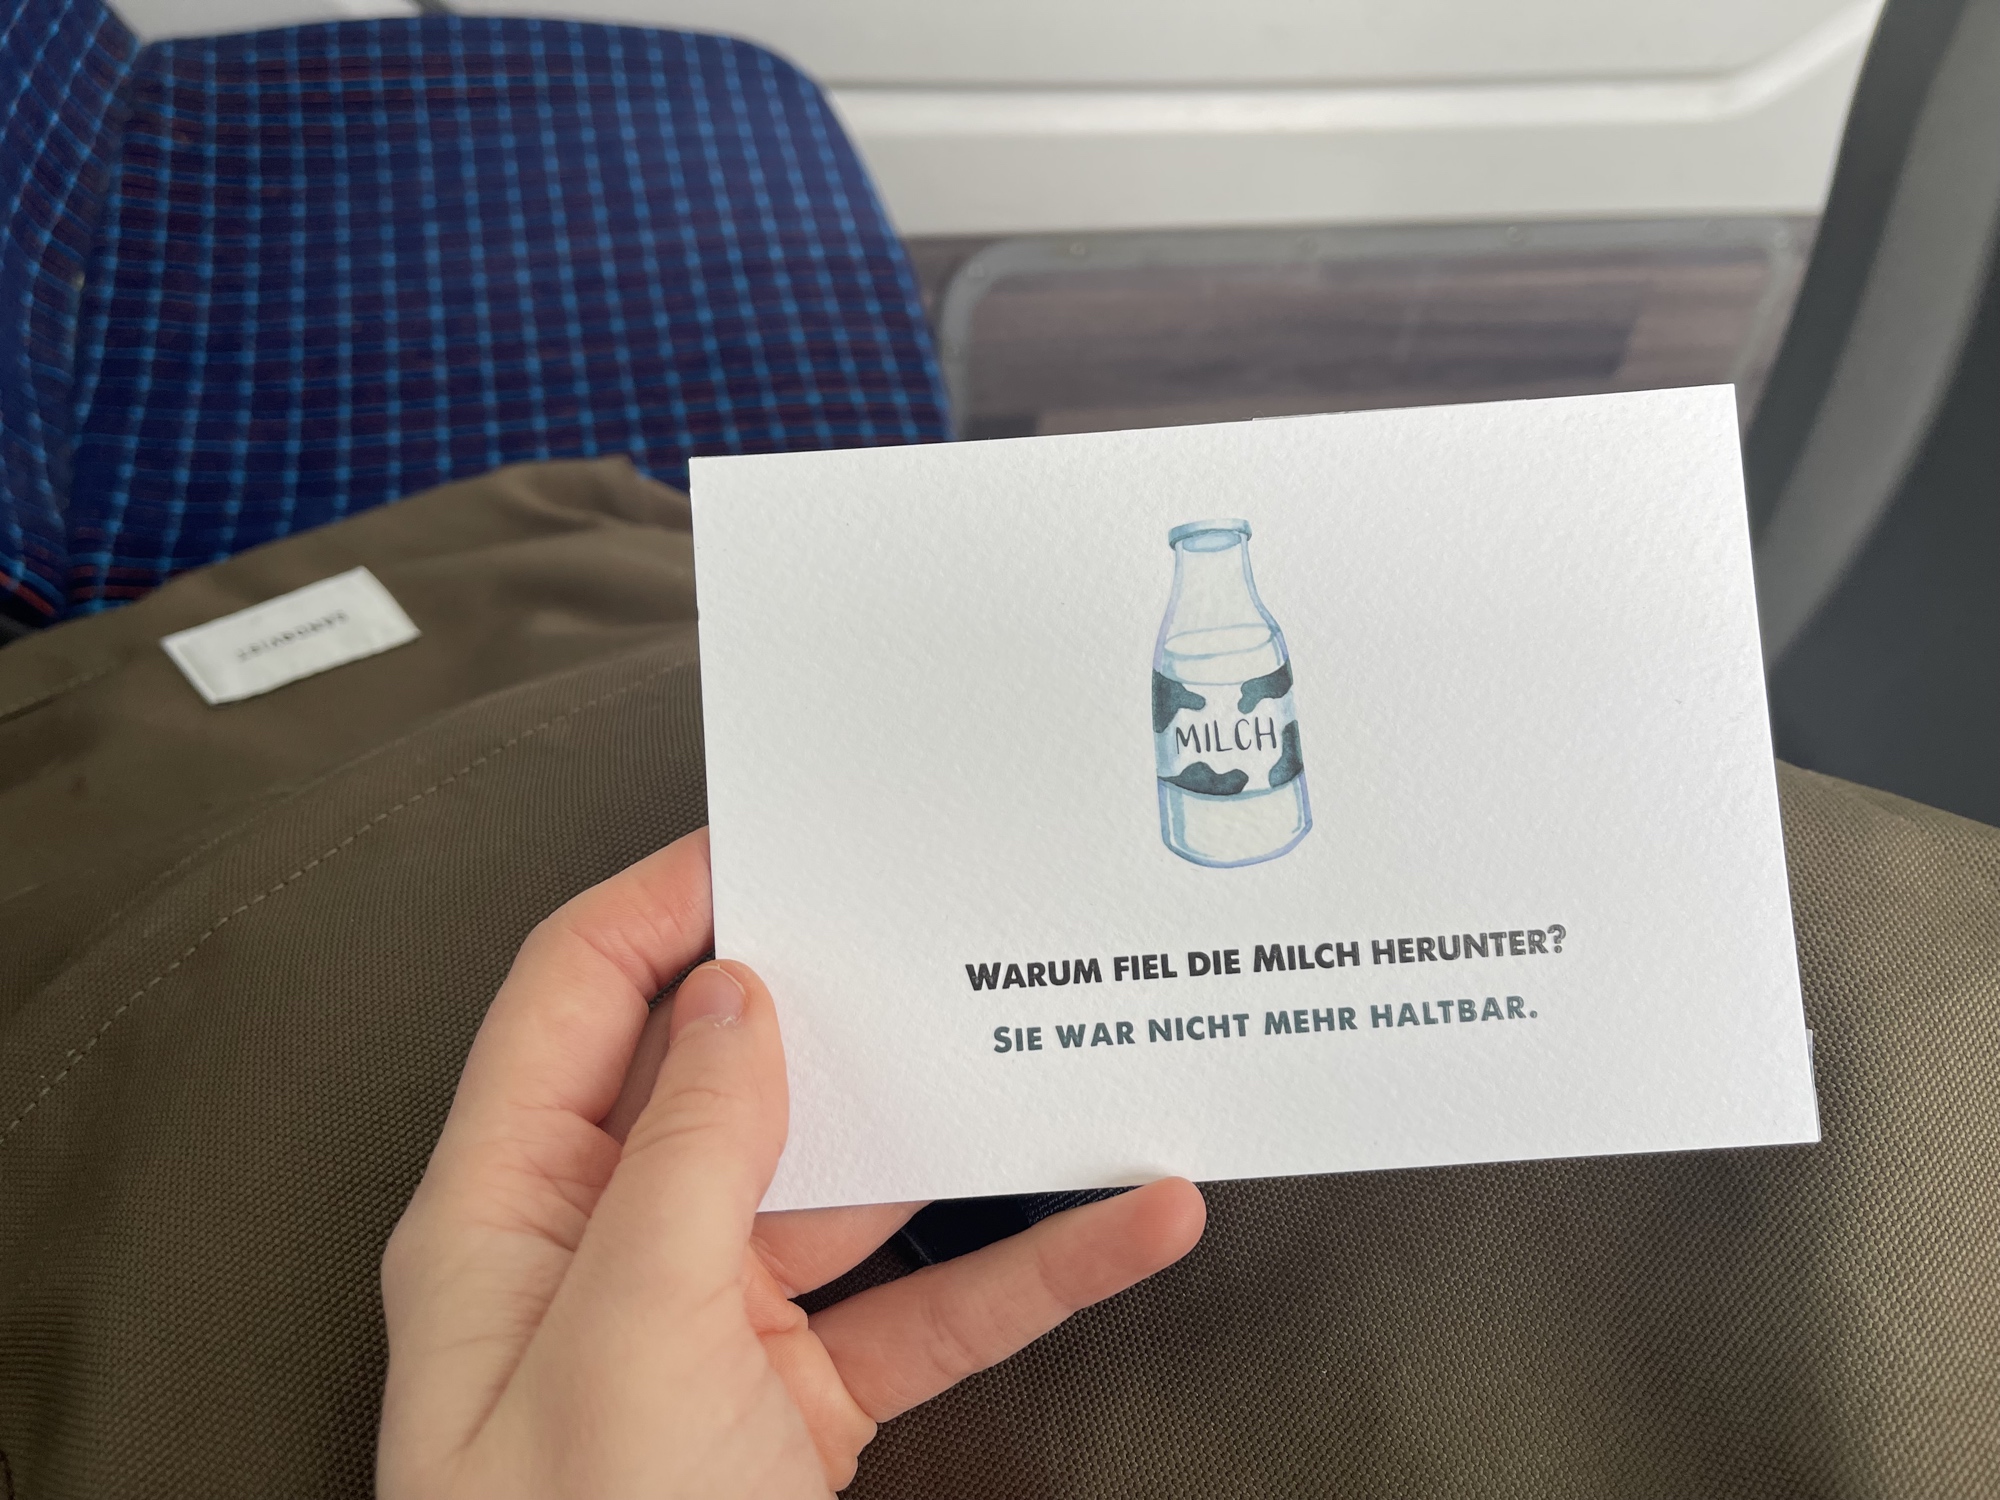 MILCH
WARUM FIEL DIE MILCH HERUNTER?
SIE WAR NICHT MEHR HALTBAR.